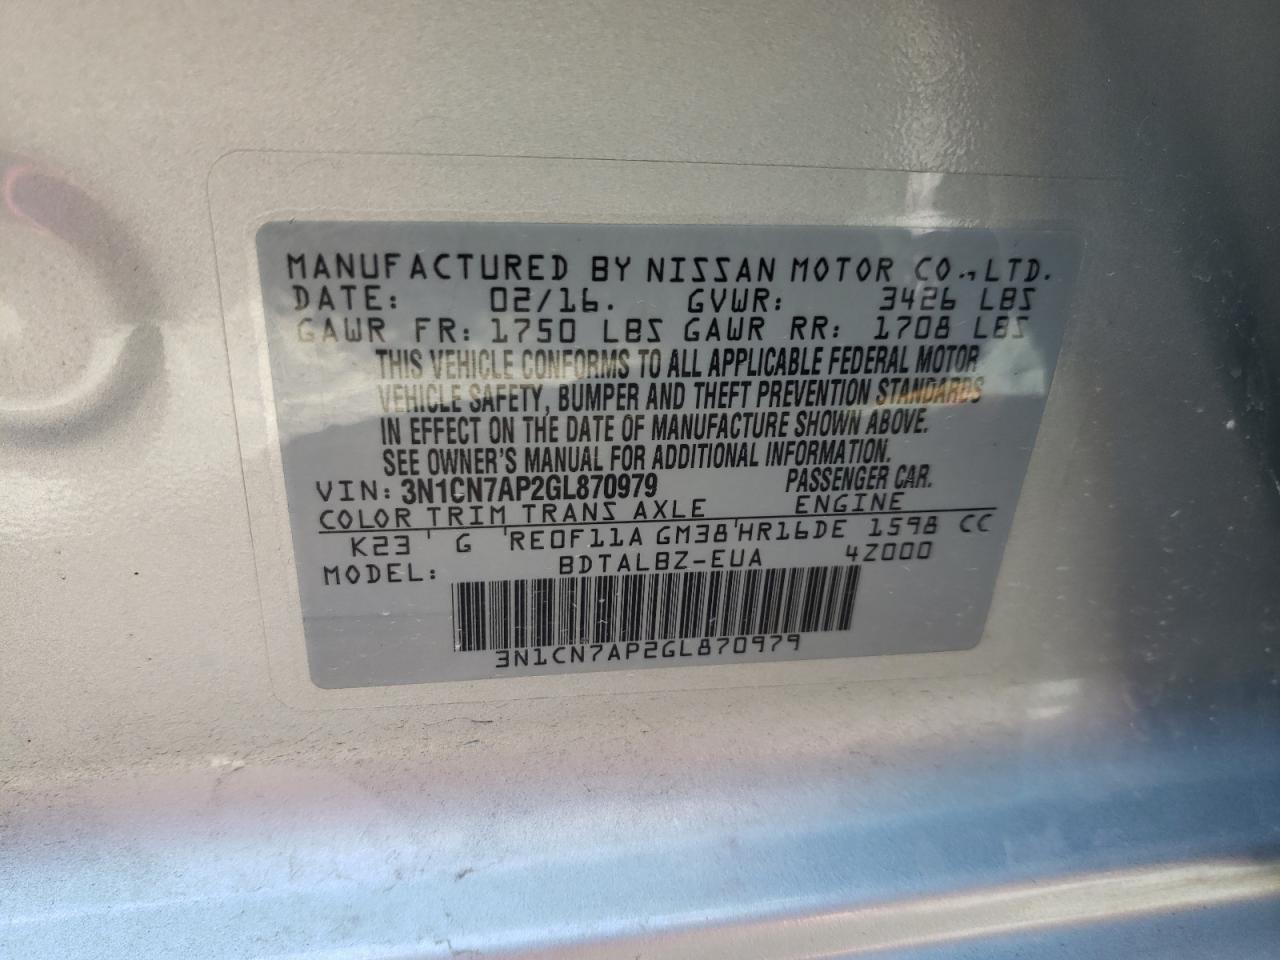 MANUFACTURED BY NISSAN MOTOR CO., LTD.
DATE: 02/16. GVWR: 3426 LBS
GAWR FR: 1750 LBS GAWR RR: 1708 LBS
THIS VEHICLE CONFORMS TO ALL APPLICABLE FEDERAL MOTOR
VEHICLE SAFETY, BUMPER AND THEFT PREVENTION STANDARDS
IN EFFECT ON THE DATE OF MANUFACTURE SHOWN ABOVE.
SEE OWNER'S MANUAL FOR ADDITIONAL INFORMATION.
VIN: 3N1CN7AP2GL870979 PASSENGER CAR.
COLOR TRIM TRANS AXLE ENGINE
K23 ' G 'RE0F11A GM38'HR16DE 1598 CC
MODEL: BDTALBZ-EUA 4Z000
3N1CN7AP2GL870979